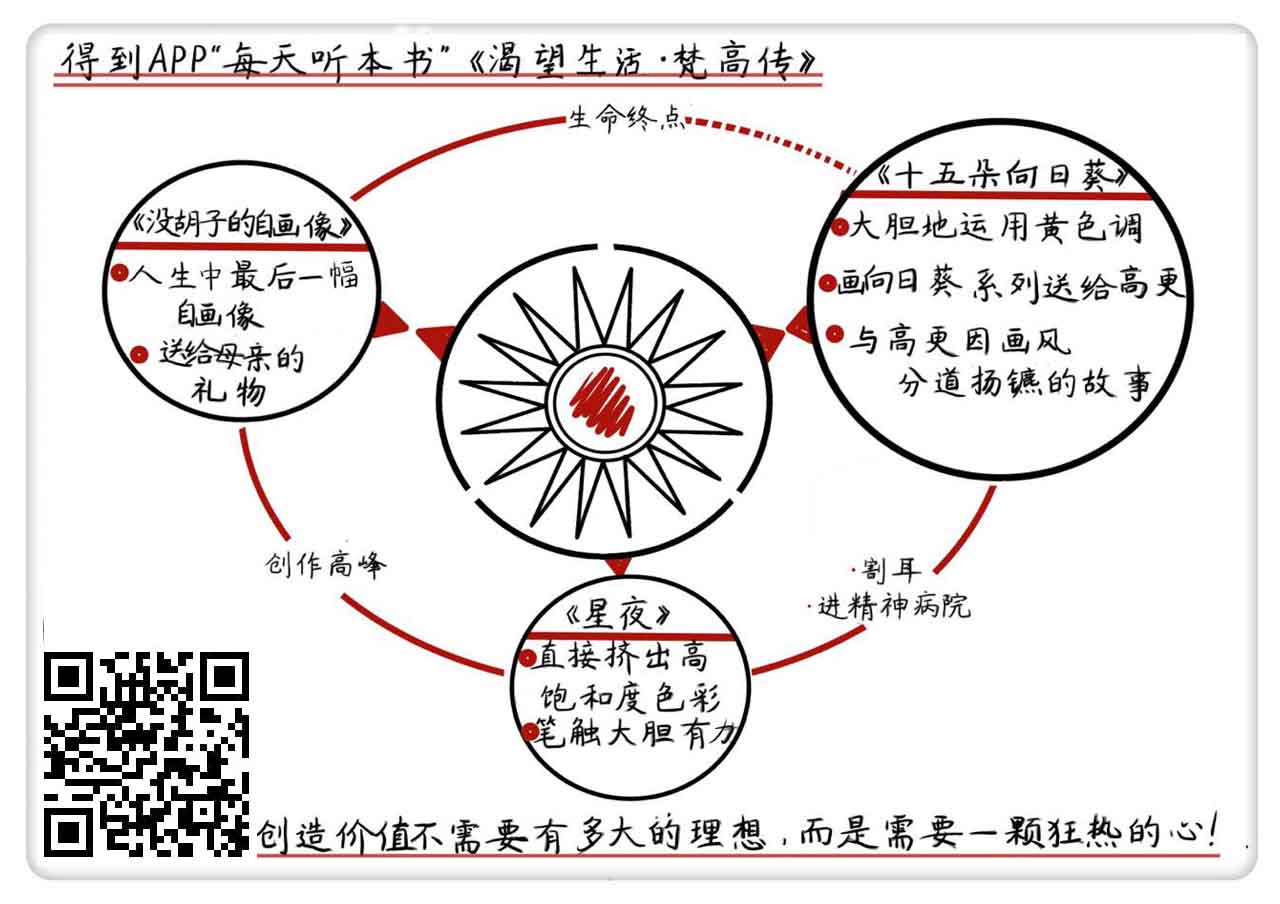 得到APP“每天听本书”《渴望生活·梵高传》
生命终点
《没胡子的自画像》
人生中最后一幅
自画像
送给母亲的
礼物
《十五朵向日葵》
大胆地运用黄色调
画向日葵系列送给高更
与高更因画风
分道扬镳的故事
创作高峰
·割耳
·进精神病院
《星夜》
直接挤出高
饱和度色彩
笔触大胆有力
创造价值不需要有多大的理想,而是需要一颗狂热的心!